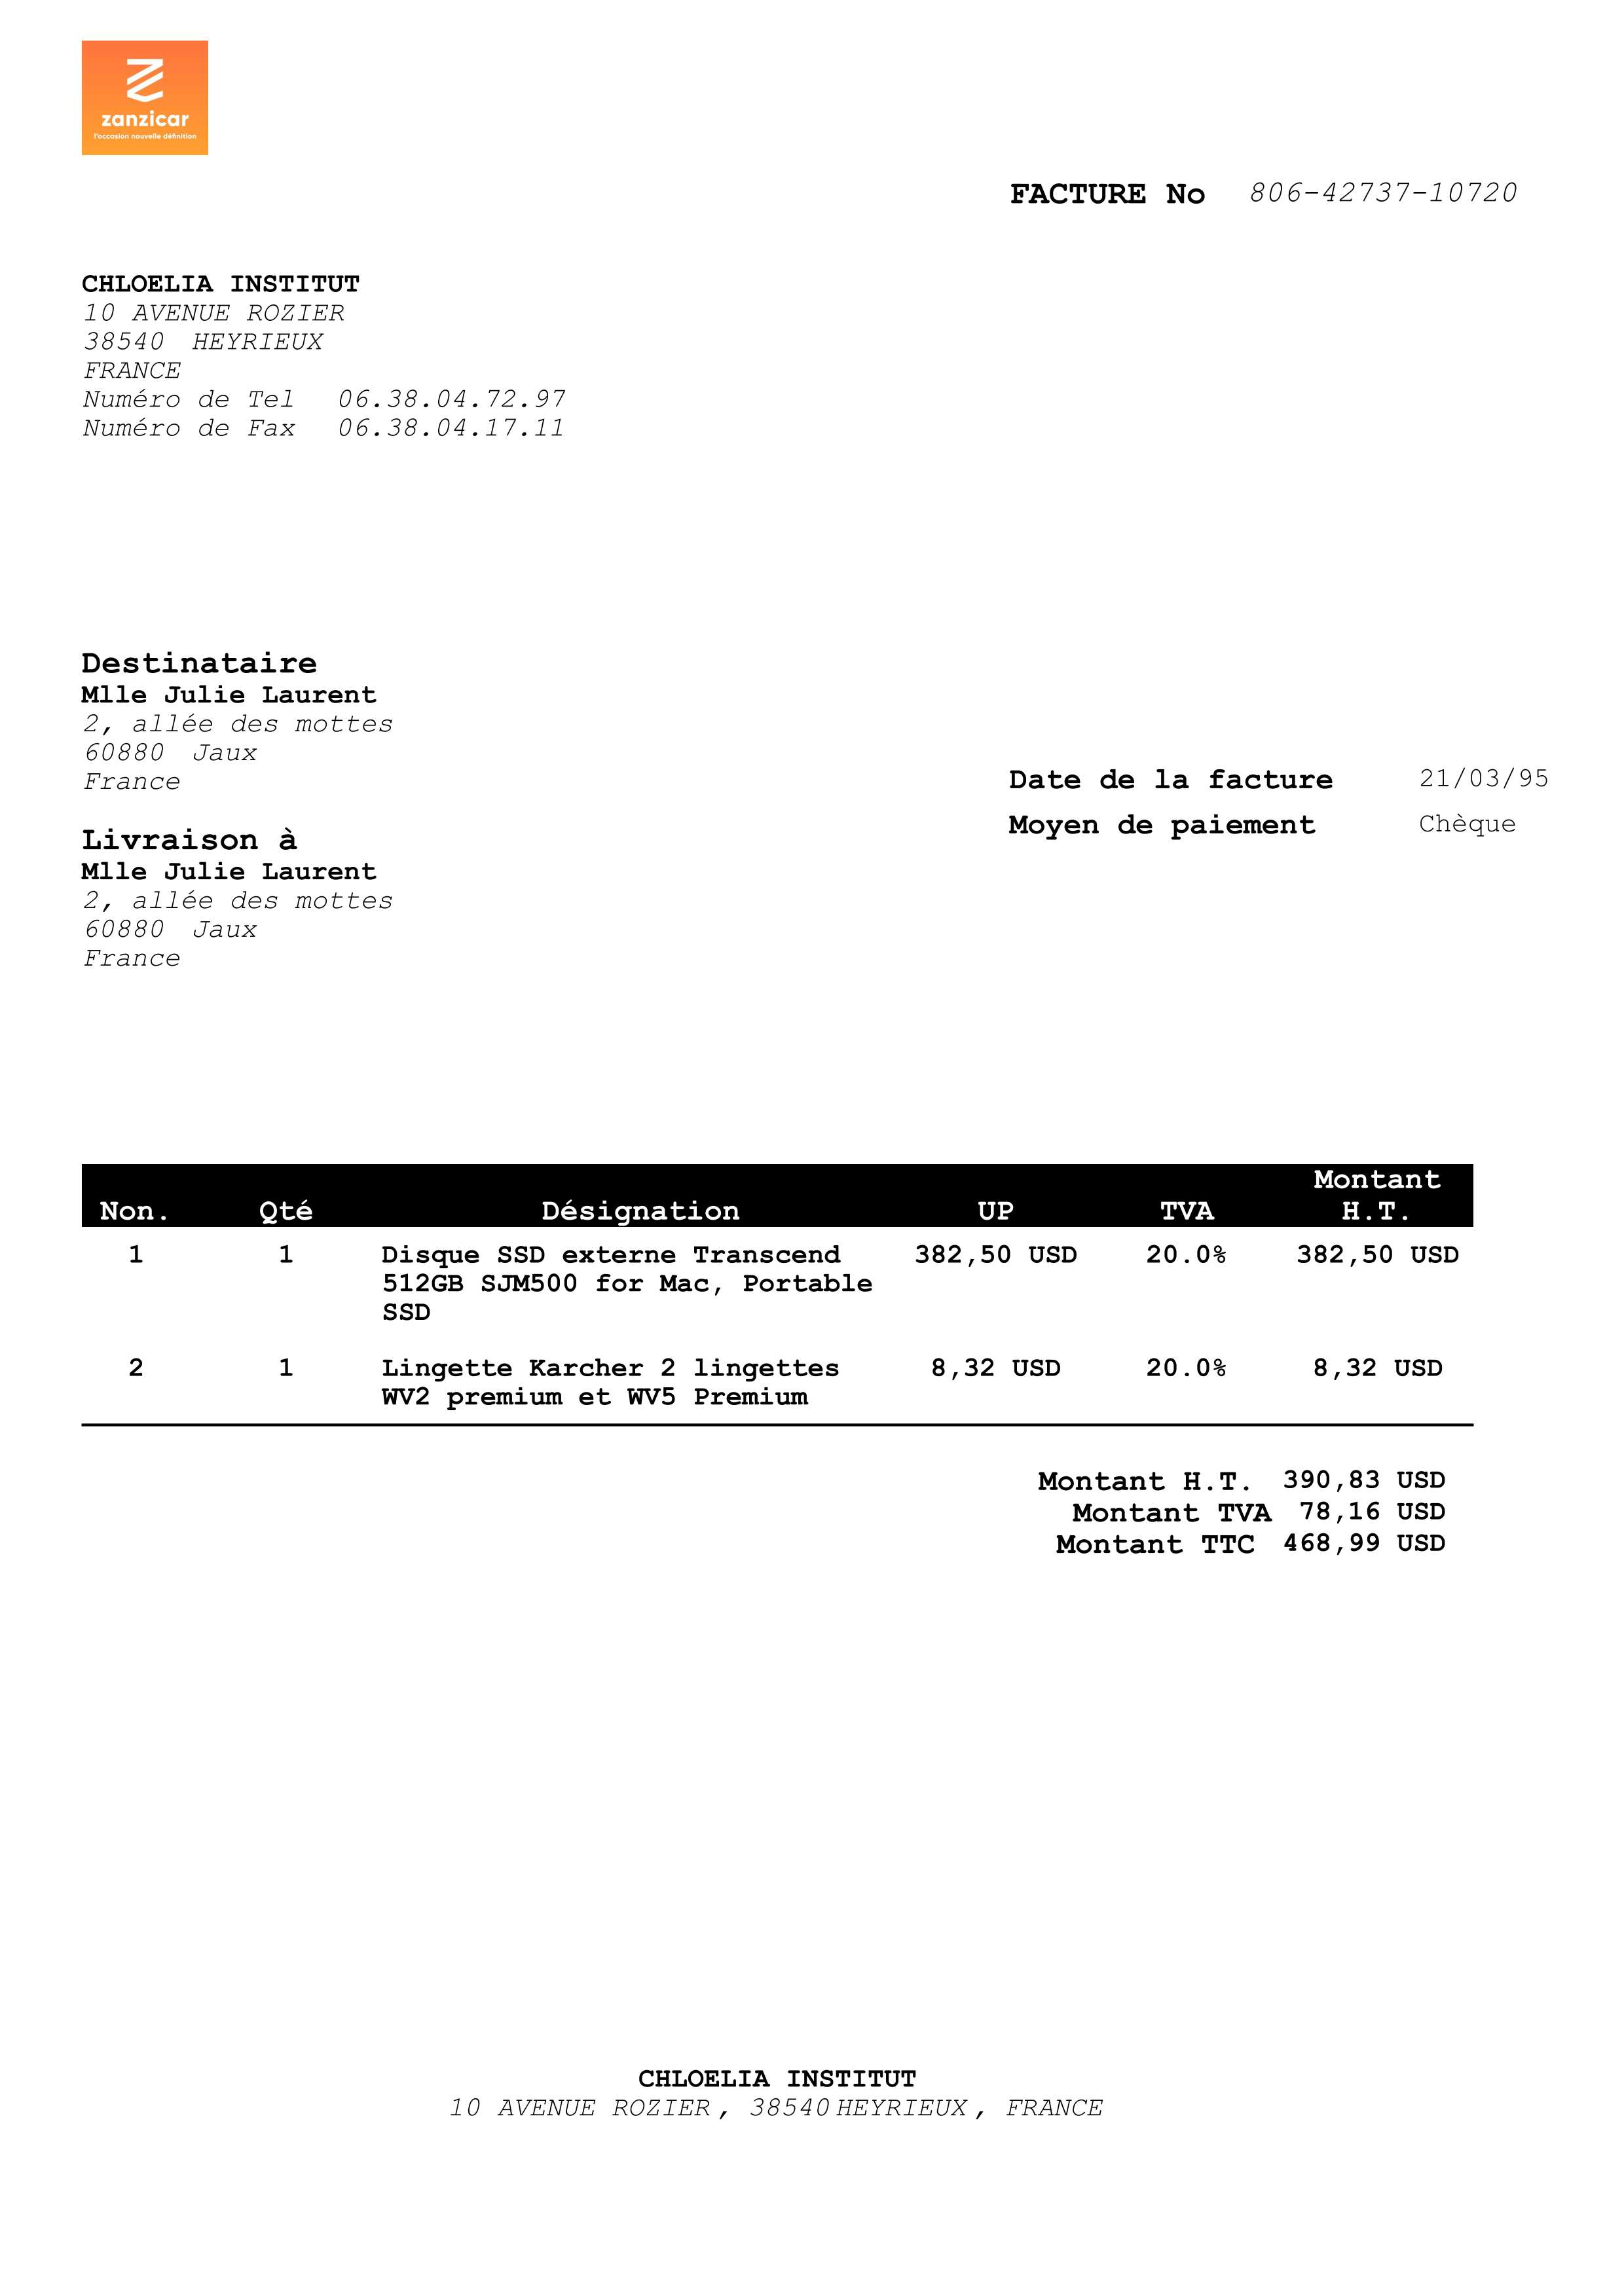 zanzicar
l'occasion nouvelle définition
FACTURE No 806-42737-10720
CHLOELIA INSTITUT
10 AVENUE ROZIER
38540 HEYRIEUX
FRANCE
Numéro de Tel 06.38.04.72.97
Numéro de Fax 06.38.04.17.11
Destinataire
Mlle Julie Laurent
2, allée des mottes
60880 Jaux
France
Date de la facture 21/03/95
Moyen de paiement Chèque
Livraison à
Mlle Julie Laurent
2, allée des mottes
60880 Jaux
France
Non. Qté Désignation UP TVA Montant H.T.
1 1 Disque SSD externe Transcend 382,50 USD 20.0% 382,50 USD
512GB SJM500 for Mac, Portable
SSD
2 1 Lingette Karcher 2 lingettes 8,32 USD 20.0% 8,32 USD
WV2 premium et WV5 Premium
Montant H.T. 390,83 USD
Montant TVA 78,16 USD
Montant TTC 468,99 USD
CHLOELIA INSTITUT
10 AVENUE ROZIER , 38540 HEYRIEUX , FRANCE